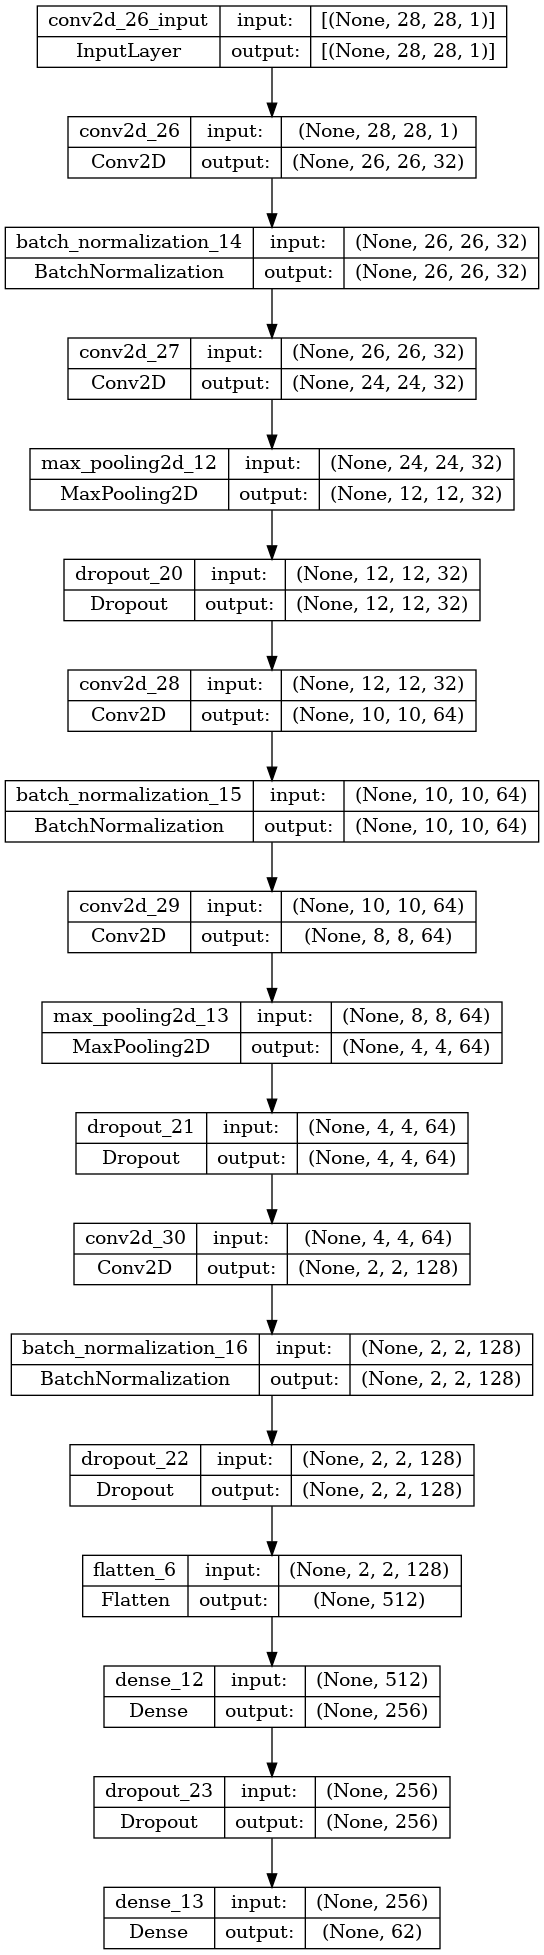 conv2d_26_input input: [(None, 28, 28, 1)]
InputLayer output: [(None, 28, 28, 1)]
conv2d_26 input: (None, 28, 28, 1)
Conv2D output: (None, 26, 26, 32)
batch_normalization_14 input: (None, 26, 26, 32)
BatchNormalization output: (None, 26, 26, 32)
conv2d_27 input: (None, 26, 26, 32)
Conv2D output: (None, 24, 24, 32)
max_pooling2d_12 input: (None, 24, 24, 32)
MaxPooling2D output: (None, 12, 12, 32)
dropout_20 input: (None, 12, 12, 32)
Dropout output: (None, 12, 12, 32)
conv2d_28 input: (None, 12, 12, 32)
Conv2D output: (None, 10, 10, 64)
batch_normalization_15 input: (None, 10, 10, 64)
BatchNormalization output: (None, 10, 10, 64)
conv2d_29 input: (None, 10, 10, 64)
Conv2D output: (None, 8, 8, 64)
max_pooling2d_13 input: (None, 8, 8, 64)
MaxPooling2D output: (None, 4, 4, 64)
dropout_21 input: (None, 4, 4, 64)
Dropout output: (None, 4, 4, 64)
conv2d_30 input: (None, 4, 4, 64)
Conv2D output: (None, 2, 2, 128)
batch_normalization_16 input: (None, 2, 2, 128)
BatchNormalization output: (None, 2, 2, 128)
dropout_22 input: (None, 2, 2, 128)
Dropout output: (None, 2, 2, 128)
flatten_6 input: (None, 2, 2, 128)
Flatten output: (None, 512)
dense_12 input: (None, 512)
Dense output: (None, 256)
dropout_23 input: (None, 256)
Dropout output: (None, 256)
dense_13 input: (None, 256)
Dense output: (None, 62)